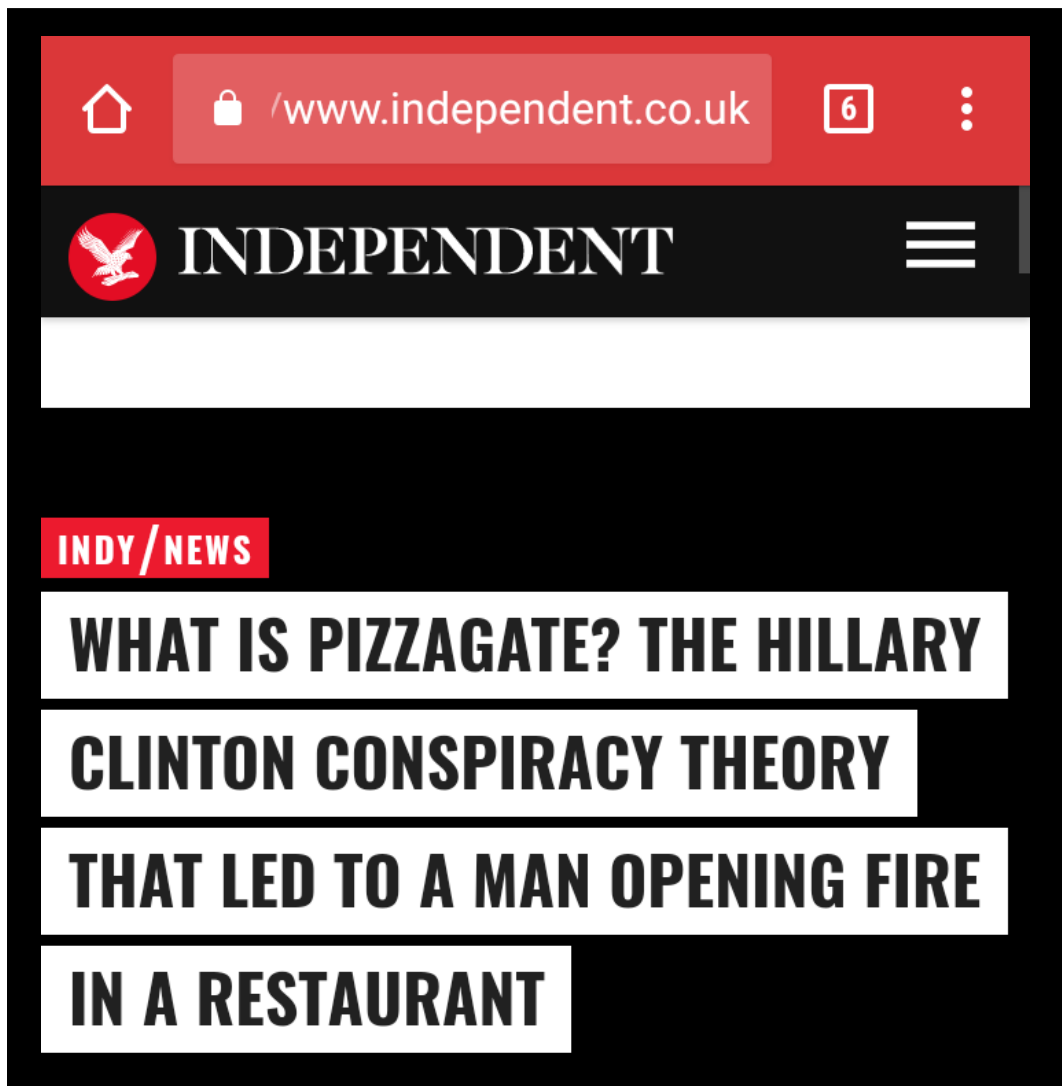 /www.independent.co.uk 6
INDEPENDENT
INDY/NEWS
WHAT IS PIZZAGATE? THE HILLARY
CLINTON CONSPIRACY THEORY
THAT LED TO A MAN OPENING FIRE
IN A RESTAURANT